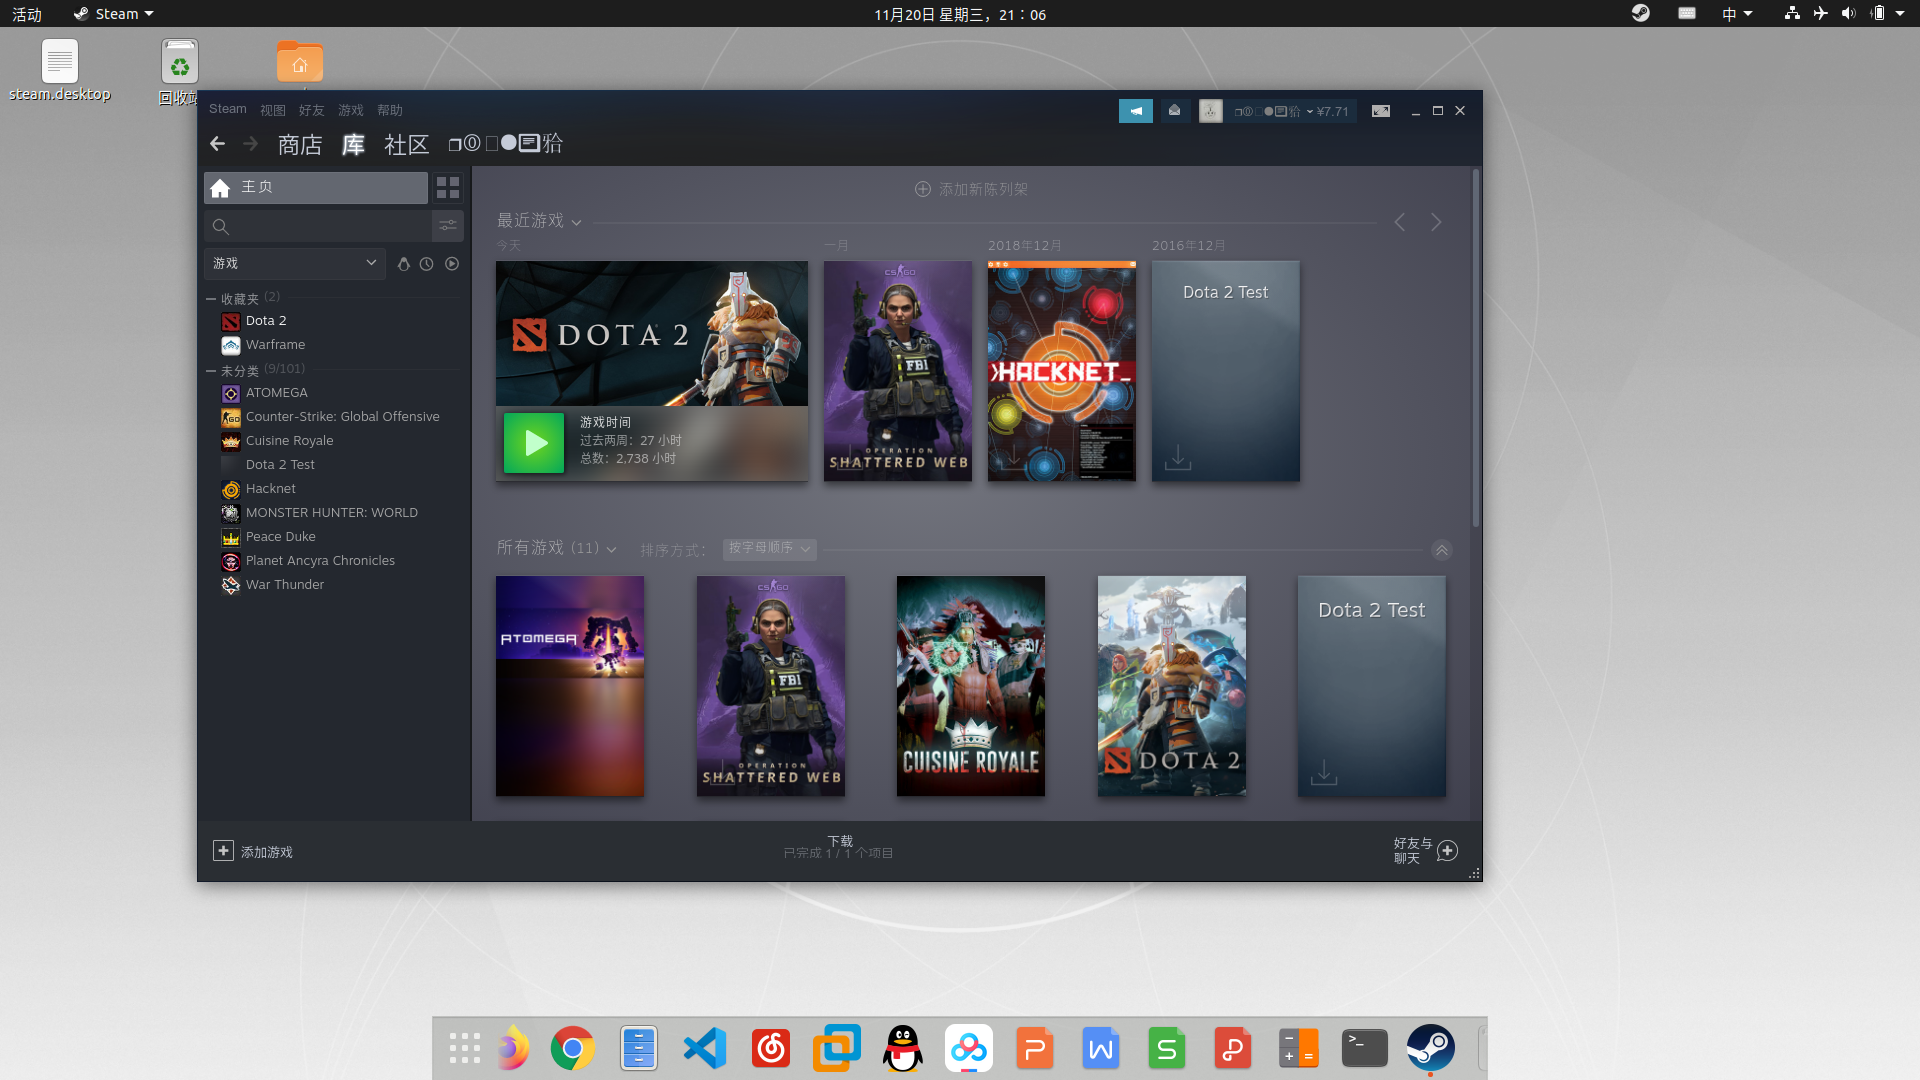 活动
Steam
11月20日 星期三，21：06
中
steam.desktop
回收站
Steam 视图 好友 游戏 帮助
¥7.71
商店 库 社区
主页
游戏
收藏夹 (2)
Dota 2
Warframe
未分类 (9/101)
ATOMEGA
Counter-Strike: Global Offensive
Cuisine Royale
Dota 2 Test
Hacknet
MONSTER HUNTER: WORLD
Peace Duke
Planet Ancyra Chronicles
War Thunder
添加新陈列架
最近游戏
今天
一月
2018年12月
2016年12月
DOTA 2
游戏时间
过去两周：27 小时
总数：2,738 小时
CS GO
FBI
OPERATION
SHATTERED WEB
HACKNET_
Dota 2 Test
所有游戏 (11)
排序方式：
按字母顺序
ATOMEGA
CS GO
FBI
OPERATION
SHATTERED WEB
CUISINE ROYALE
DOTA 2
Dota 2 Test
添加游戏
下载
已完成 1 / 1 个项目
好友与
聊天